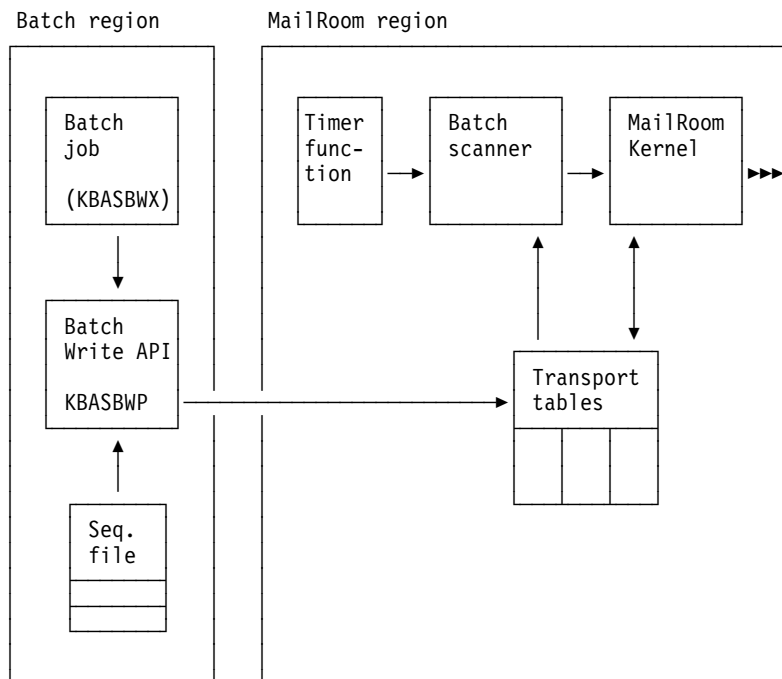 Batch region
MailRoom region
Batch
job
(KBASBWX)
Timer
func-
tion
Batch
scanner
MailRoom
Kernel
Batch
Write API
KBASBWP
Transport
tables
Seq.
file